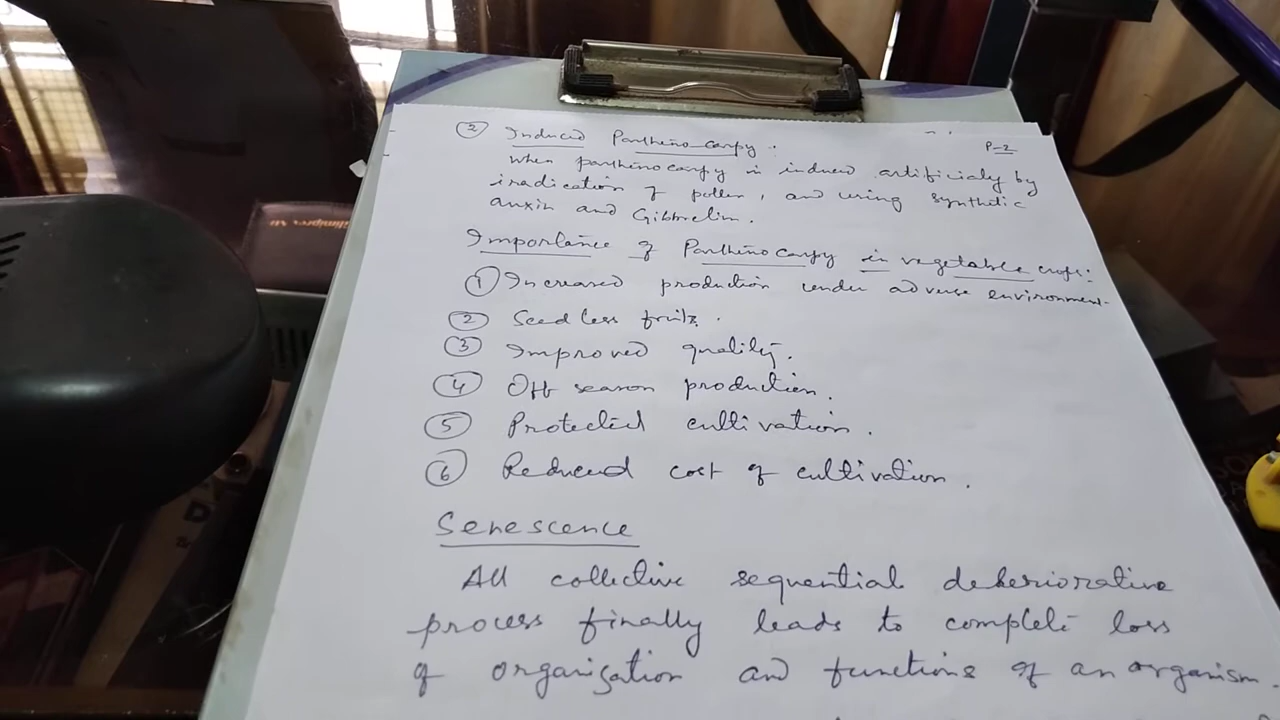 P-2
② Induced Parthenocarpy :
when parthenocarpy is induced artificialy by
iradication of pollen, and using synthetic
auxin and Gibberelin.
Importance of Parthenocarpy in vegetable crops:
① Increased production under adverse environment.
② Seedless fruits.
③ Improved quality.
④ Off season production.
⑤ Protected cultivation.
⑥ Reduced cost of cultivation.
Senescence
All collective sequential deteriorative
process finally leads to complete loss
of organization and functions of an organism.